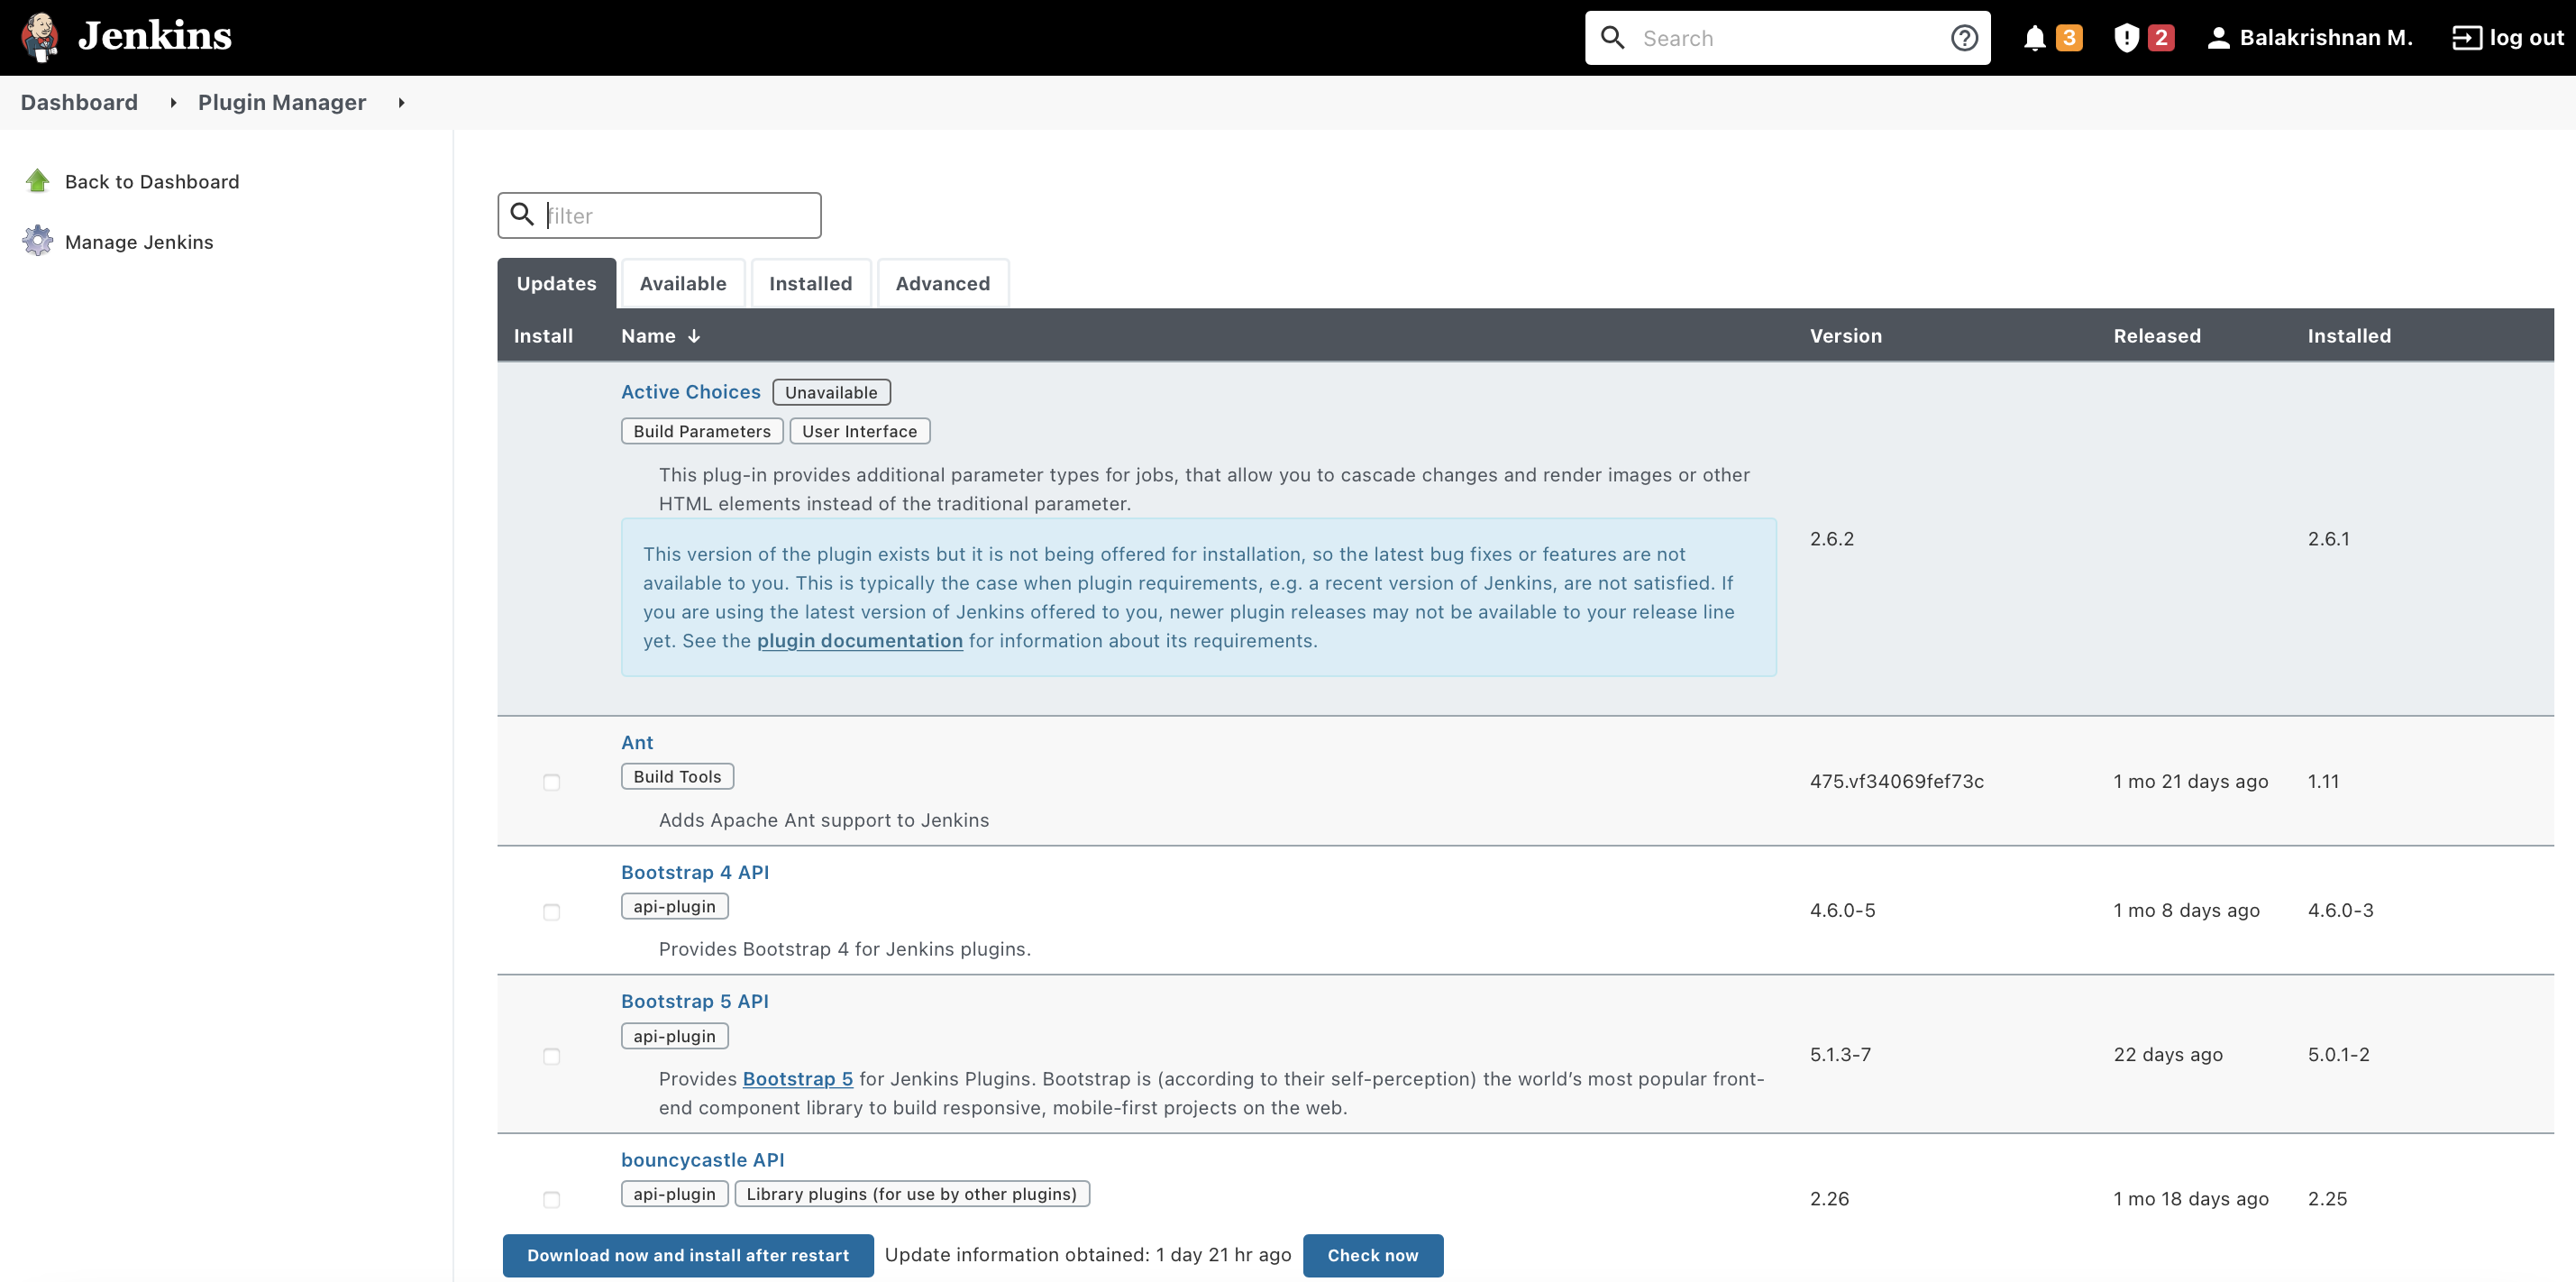 Jenkins
Search
3
2
Balakrishnan M.
log out
Dashboard
Plugin Manager
Back to Dashboard
Manage Jenkins
filter
Updates
Available
Installed
Advanced
Install Name ↓ Version Released Installed
Active Choices Unavailable
Build Parameters User Interface
This plug-in provides additional parameter types for jobs, that allow you to cascade changes and render images or other
HTML elements instead of the traditional parameter.
This version of the plugin exists but it is not being offered for installation, so the latest bug fixes or features are not
available to you. This is typically the case when plugin requirements, e.g. a recent version of Jenkins, are not satisfied. If
you are using the latest version of Jenkins offered to you, newer plugin releases may not be available to your release line
yet. See the plugin documentation for information about its requirements.
2.6.2
2.6.1
Ant
Build Tools
Adds Apache Ant support to Jenkins
475.vf34069fef73c
1 mo 21 days ago
1.11
Bootstrap 4 API
api-plugin
Provides Bootstrap 4 for Jenkins plugins.
4.6.0-5
1 mo 8 days ago
4.6.0-3
Bootstrap 5 API
api-plugin
Provides Bootstrap 5 for Jenkins Plugins. Bootstrap is (according to their self-perception) the world’s most popular front-
end component library to build responsive, mobile-first projects on the web.
5.1.3-7
22 days ago
5.0.1-2
bouncycastle API
api-plugin Library plugins (for use by other plugins)
2.26
1 mo 18 days ago
2.25
Download now and install after restart
Update information obtained: 1 day 21 hr ago
Check now